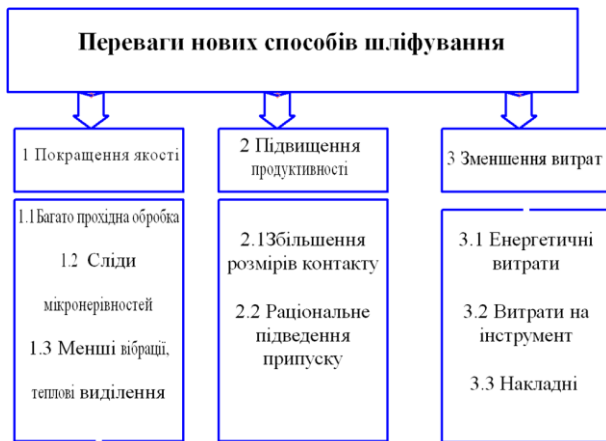 Переваги нових способів шліфування
1 Покращення якості
1.1Багато прохідна обробка
1.2 Сліди
мікронерівностей
1.3 Менші вібрації,
теплові виділення
2 Підвищення
продуктивності
2.1Збільшення
розмірів контакту
2.2 Раціональне
підведення
припуску
3 Зменшення витрат
3.1 Енергетичні
витрати
3.2 Витрати на
інструмент
3.3 Накладні